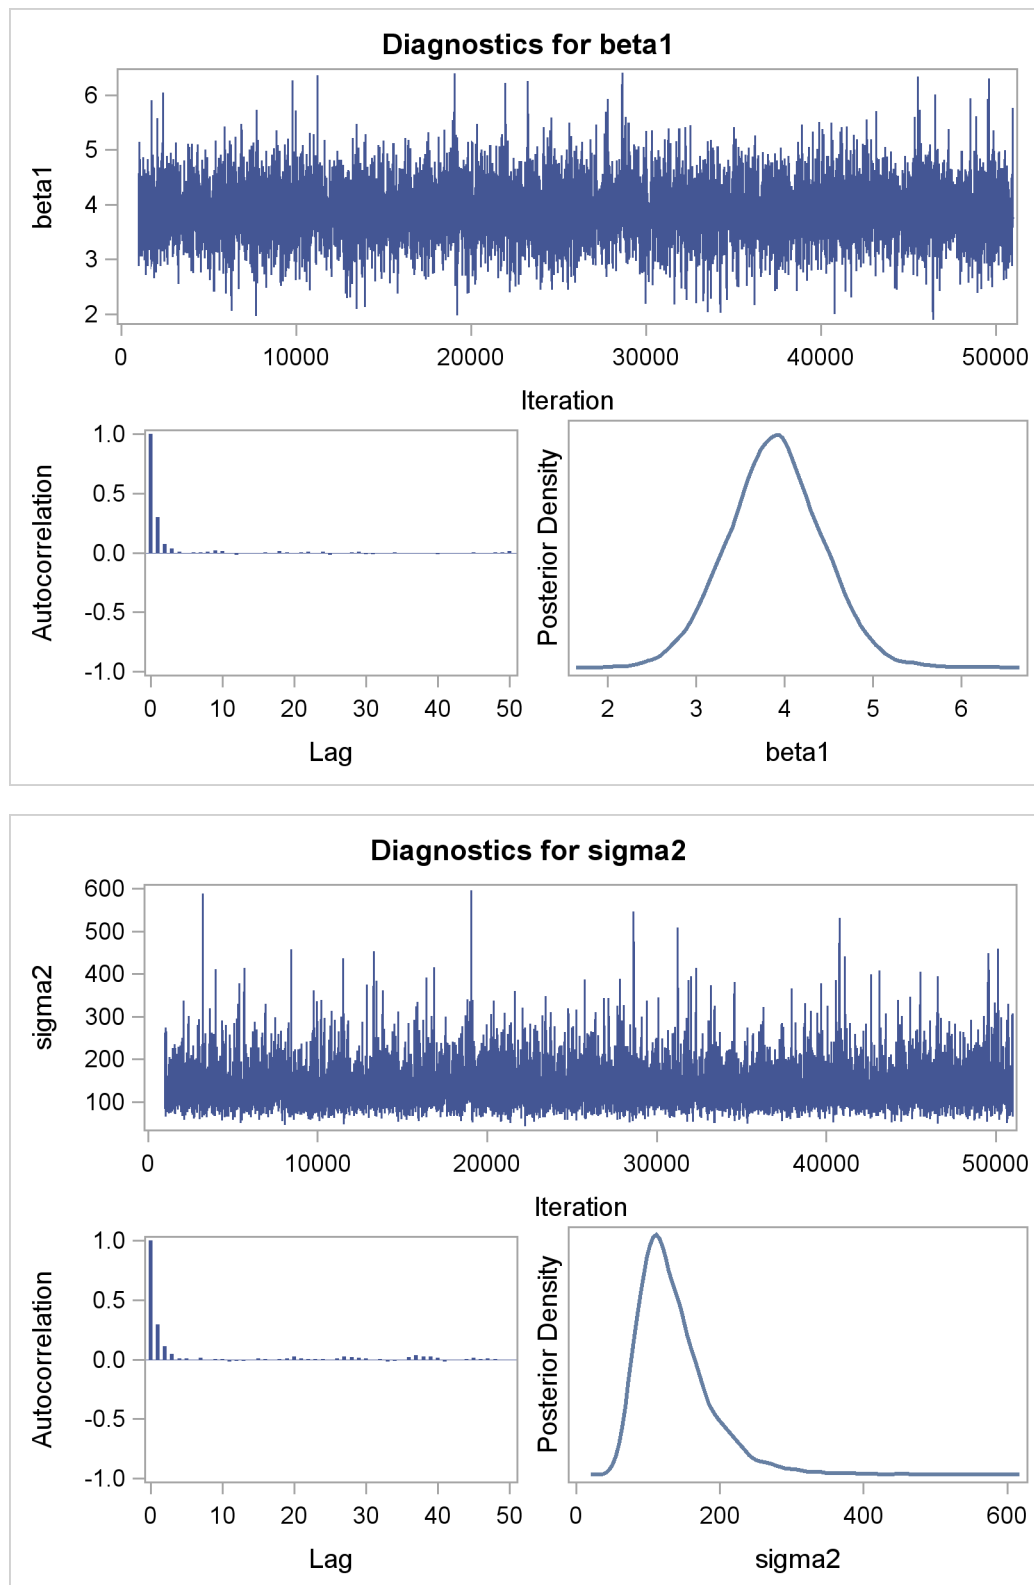 Diagnostics for beta1
beta1
6
5
4
3
2
0 10000 20000 30000 40000 50000
Iteration
Autocorrelation
1.0
0.5
0.0
-0.5
-1.0
0 10 20 30 40 50
Lag
Posterior Density
2 3 4 5 6
beta1
Diagnostics for sigma2
sigma2
600
500
400
300
200
100
0 10000 20000 30000 40000 50000
Iteration
Autocorrelation
1.0
0.5
0.0
-0.5
-1.0
0 10 20 30 40 50
Lag
Posterior Density
0 200 400 600
sigma2